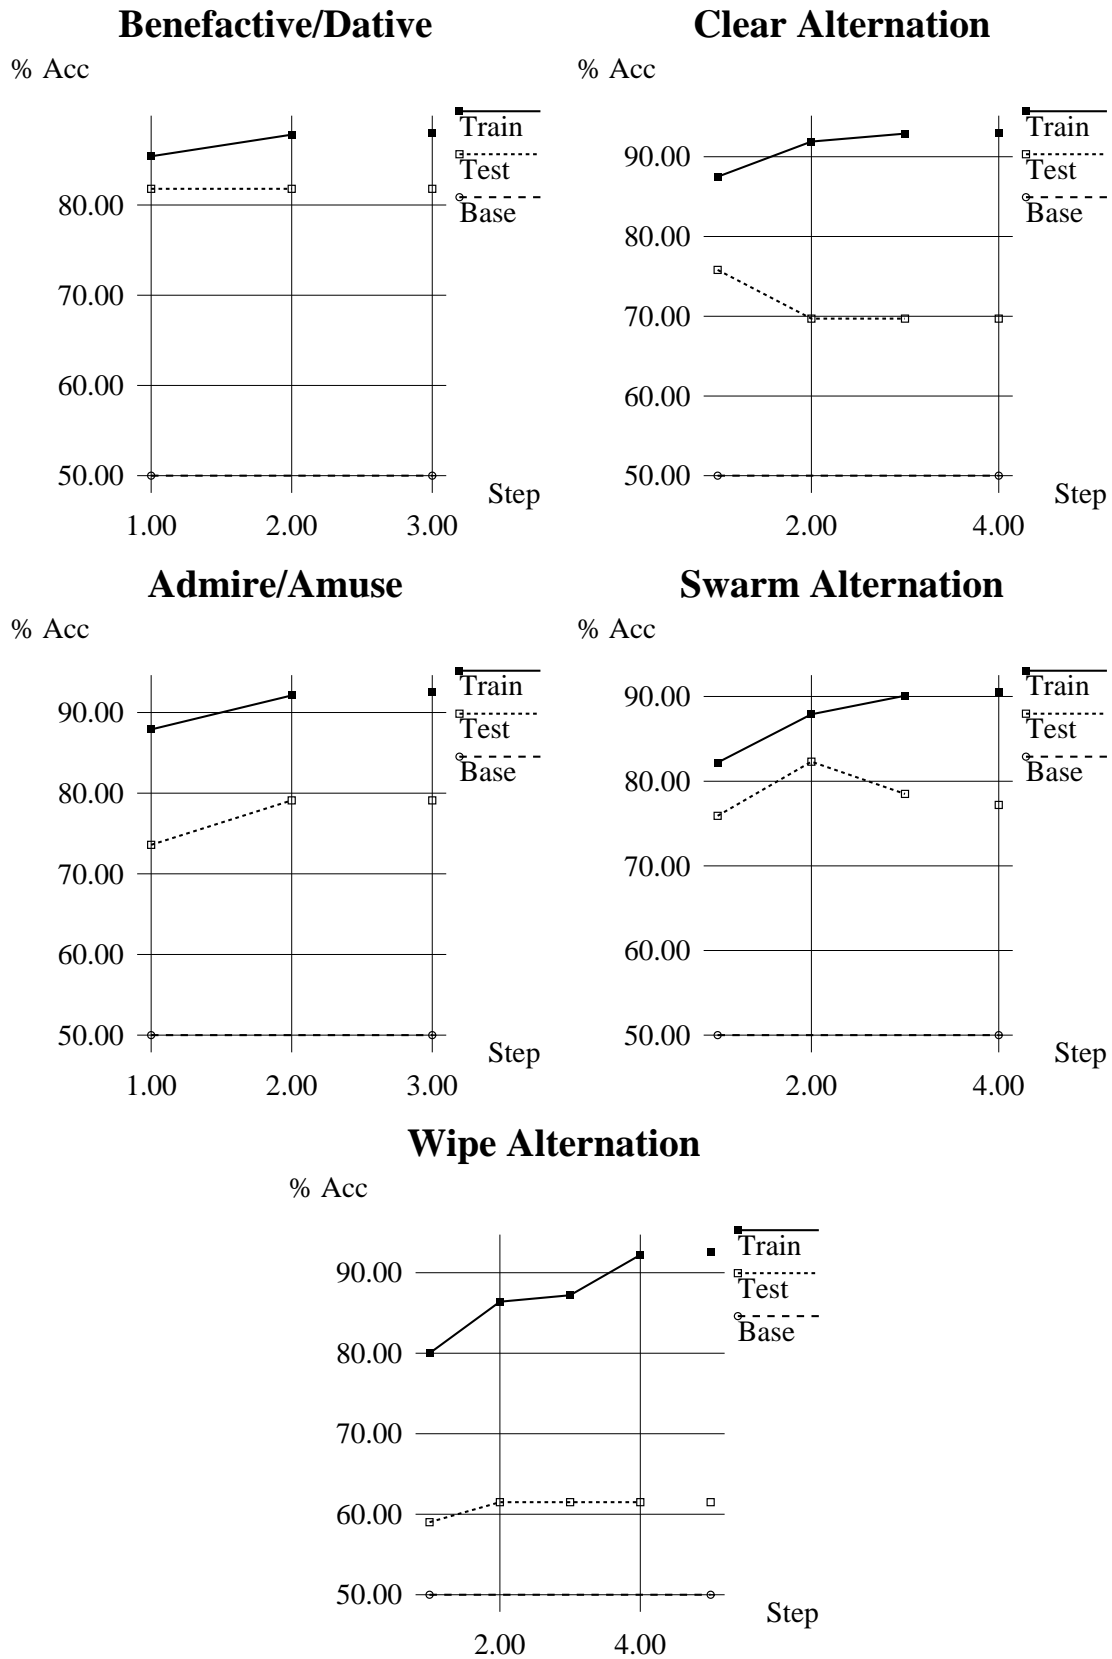 Benefactive/Dative
% Acc
Train
Test
Base
80.00
70.00
60.00
50.00
Step
1.00 2.00 3.00
Clear Alternation
% Acc
Train
Test
Base
90.00
80.00
70.00
60.00
50.00
Step
2.00 4.00
Admire/Amuse
% Acc
Train
Test
Base
90.00
80.00
70.00
60.00
50.00
Step
1.00 2.00 3.00
Swarm Alternation
% Acc
Train
Test
Base
90.00
80.00
70.00
60.00
50.00
Step
2.00 4.00
Wipe Alternation
% Acc
Train
Test
Base
90.00
80.00
70.00
60.00
50.00
Step
2.00 4.00